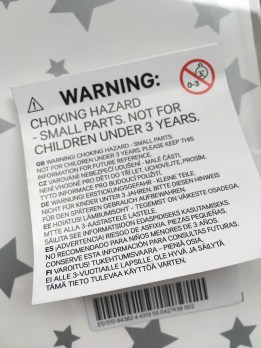 WARNING:
0-3
CHOKING HAZARD
- SMALL PARTS. NOT FOR
CHILDREN UNDER 3 YEARS.
GB WARNING! CHOKING HAZARD - SMALL PARTS.
NOT FOR CHILDREN UNDER 3 YEARS. PLEASE KEEP THIS
INFORMATION FOR FUTURE REFERENCE.
CZ VAROVÁNÍ NEBEZPEČÍ UDUŠENÍ - MALÉ ČÁSTI.
NENÍ VHODNÉ PRO DĚTI DO TŘÍ LET. UCHOVEJTE, PROSÍM,
TYTO INFORMACE PRO BUDOUCÍ POUŽITÍ.
DE WARNUNG! ERSTICKUNGSGEFAHR - KLEINE TEILE.
NICHT FÜR KINDER UNTER 3 JAHREN. BITTE DIESEN HINWEIS
FÜR DEN SPÄTEREN GEBRAUCH AUFBEWAHREN.
EE HOIATUS! LÄMBUMISOHT - TEGEMIST ON VÄIKESTE OSADEGA.
MITTE ALLA 3-AASTASTELE LASTELE.
SÄILITA SEE INFORMATSIOON EDASPIDISEKS KASUTAMISEKS.
ES ¡ADVERTENCIA! RIESGO DE ASFIXIA. PIEZAS PEQUEÑAS.
NO RECOMENDADO PARA NIÑOS MENORES DE 3 AÑOS.
CONSERVE ESTA INFORMACIÓN PARA CONSULTAS FUTURAS.
FI VAROITUS TUKEHTUMISVAARA - PIENIÄ OSIA.
EI ALLE 3-VUOTIAILLE LAPSILLE. OLE HYVÄ JA SÄILYTÄ
TÄMÄ TIETO TULEVAA KÄYTTÖÄ VARTEN.